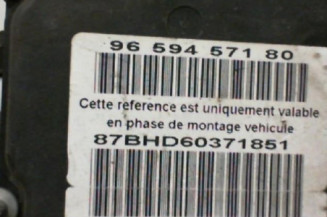 96 594 571 80
Cette reference est uniquement valable
en phase de montage vehicule
87BHD60371851